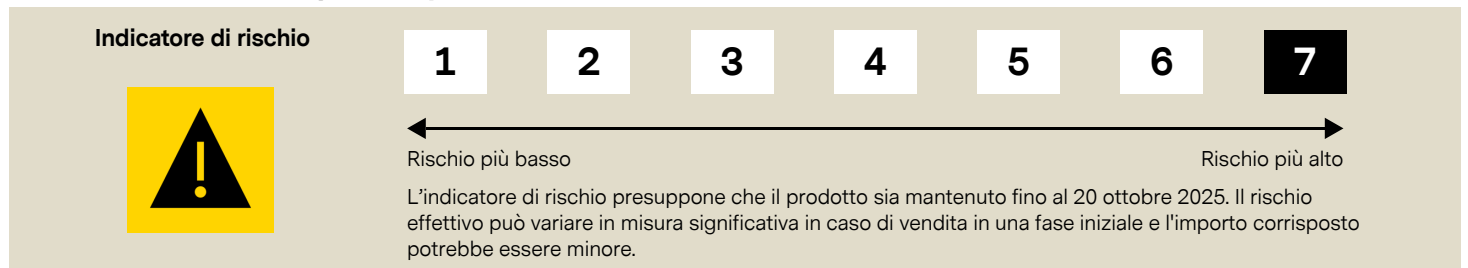 Indicatore di rischio
1 2 3 4 5 6 7
Rischio più basso Rischio più alto
L'indicatore di rischio presuppone che il prodotto sia mantenuto fino al 20 ottobre 2025. Il rischio
effettivo può variare in misura significativa in caso di vendita in una fase iniziale e l'importo corrisposto
potrebbe essere minore.